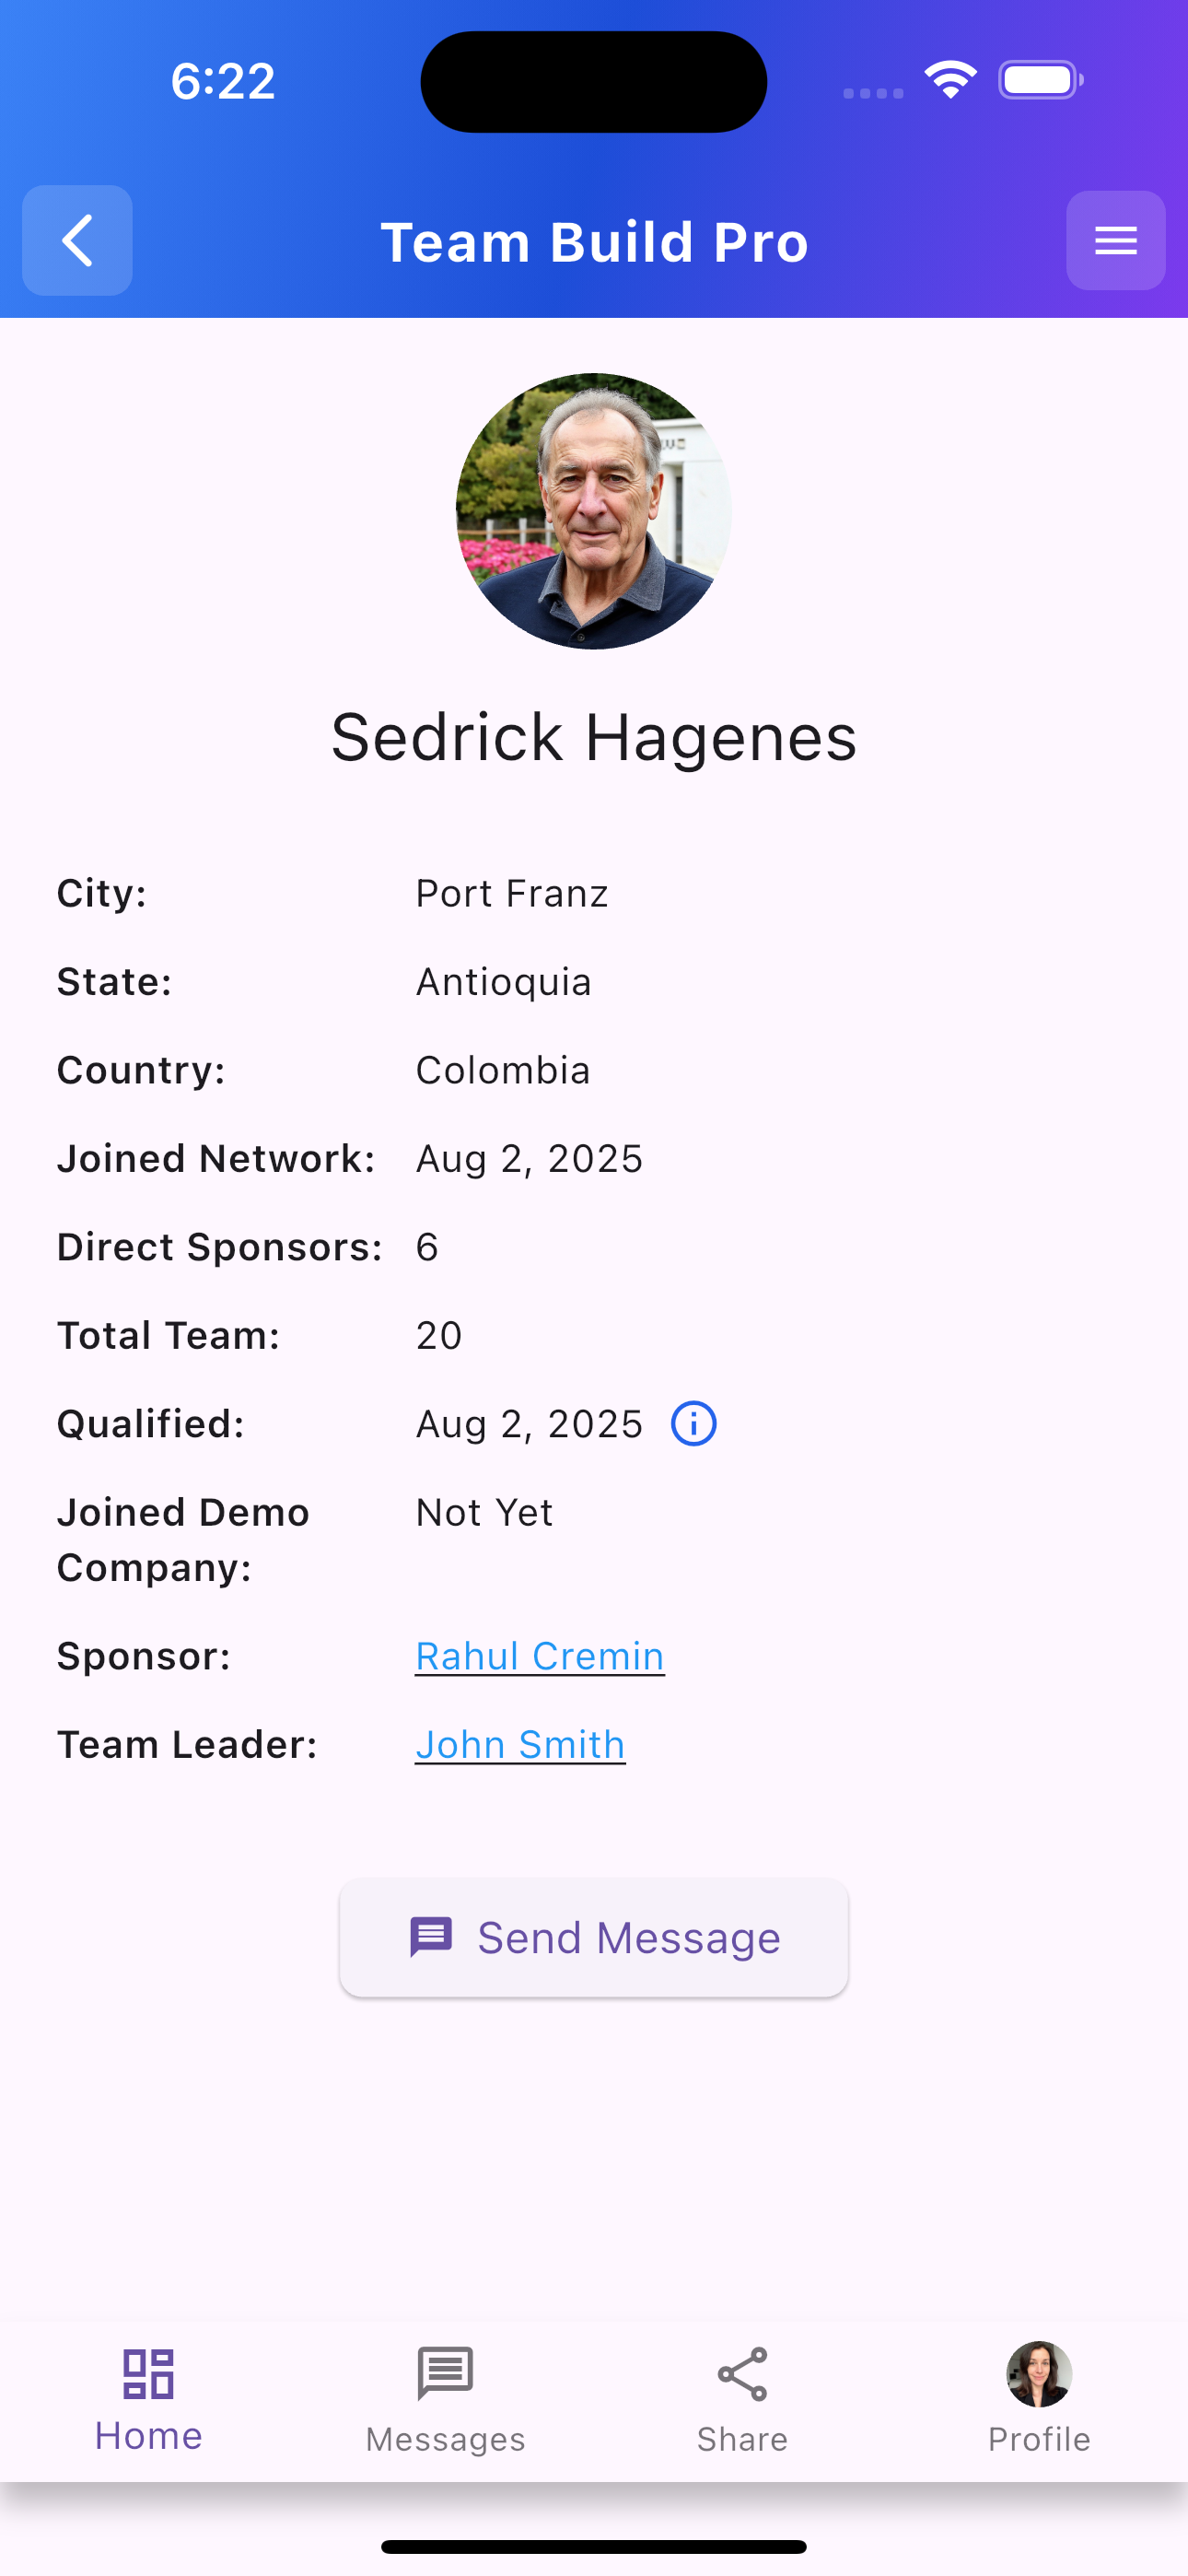 6:22
Team Build Pro
Sedrick Hagenes
City: Port Franz
State: Antioquia
Country: Colombia
Joined Network: Aug 2, 2025
Direct Sponsors: 6
Total Team: 20
Qualified: Aug 2, 2025
Joined Demo Not Yet
Company:
Sponsor: Rahul Cremin
Team Leader: John Smith
Send Message
Home Messages Share Profile